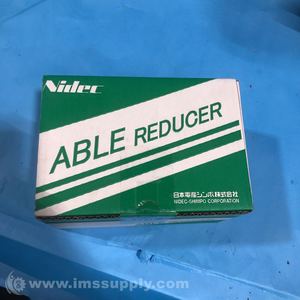 Nidec
ABLE REDUCER
日本電産シンポ株式会社
NIDEC-SHIMPO CORPORATION
www.imssupply.com